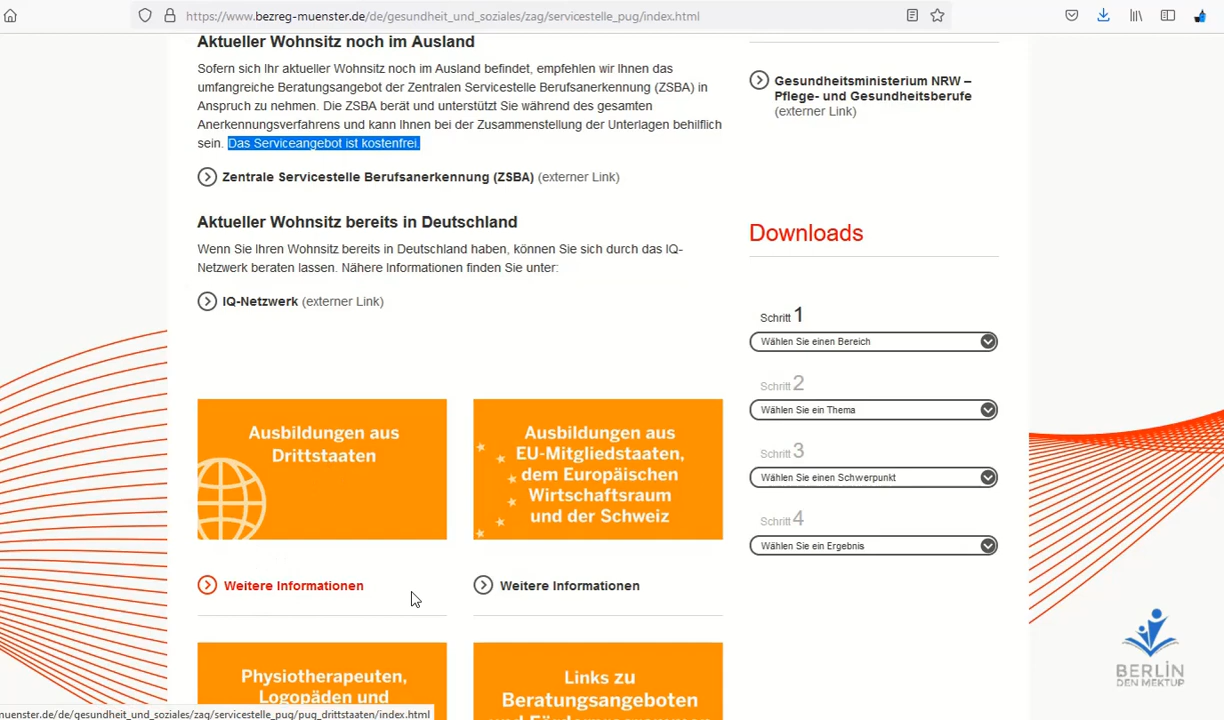 https://www.bezreg-muenster.de/de/gesundheit_und_soziales/zag/servicestelle_pug/index.html
Aktueller Wohnsitz noch im Ausland
Sofern sich Ihr aktueller Wohnsitz noch im Ausland befindet, empfehlen wir Ihnen das
umfangreiche Beratungsangebot der Zentralen Servicestelle Berufsanerkennung (ZSBA) in
Anspruch zu nehmen. Die ZSBA berät und unterstützt Sie während des gesamten
Anerkennungsverfahrens und kann Ihnen bei der Zusammenstellung der Unterlagen behilflich
sein. Das Serviceangebot ist kostenfrei.
Zentrale Servicestelle Berufsanerkennung (ZSBA) (externer Link)
Aktueller Wohnsitz bereits in Deutschland
Wenn Sie Ihren Wohnsitz bereits in Deutschland haben, können Sie sich durch das IQ-
Netzwerk beraten lassen. Nähere Informationen finden Sie unter:
IQ-Netzwerk (externer Link)
Ausbildungen aus
Drittstaaten
Weitere Informationen
Ausbildungen aus
EU-Mitgliedstaaten,
dem Europäischen
Wirtschaftsraum
und der Schweiz
Weitere Informationen
Physiotherapeuten,
Logopäden und
Links zu
Beratungsangeboten
und Förderprogrammen
Gesundheitsministerium NRW –
Pflege- und Gesundheitsberufe
(externer Link)
Downloads
Schritt 1
Wählen Sie einen Bereich
Schritt 2
Wählen Sie ein Thema
Schritt 3
Wählen Sie einen Schwerpunkt
Schritt 4
Wählen Sie ein Ergebnis
BERLİN
DEN MEKTUP
muenster.de/de/gesundheit_und_soziales/zag/servicestelle_pug/pug_drittstaaten/index.html